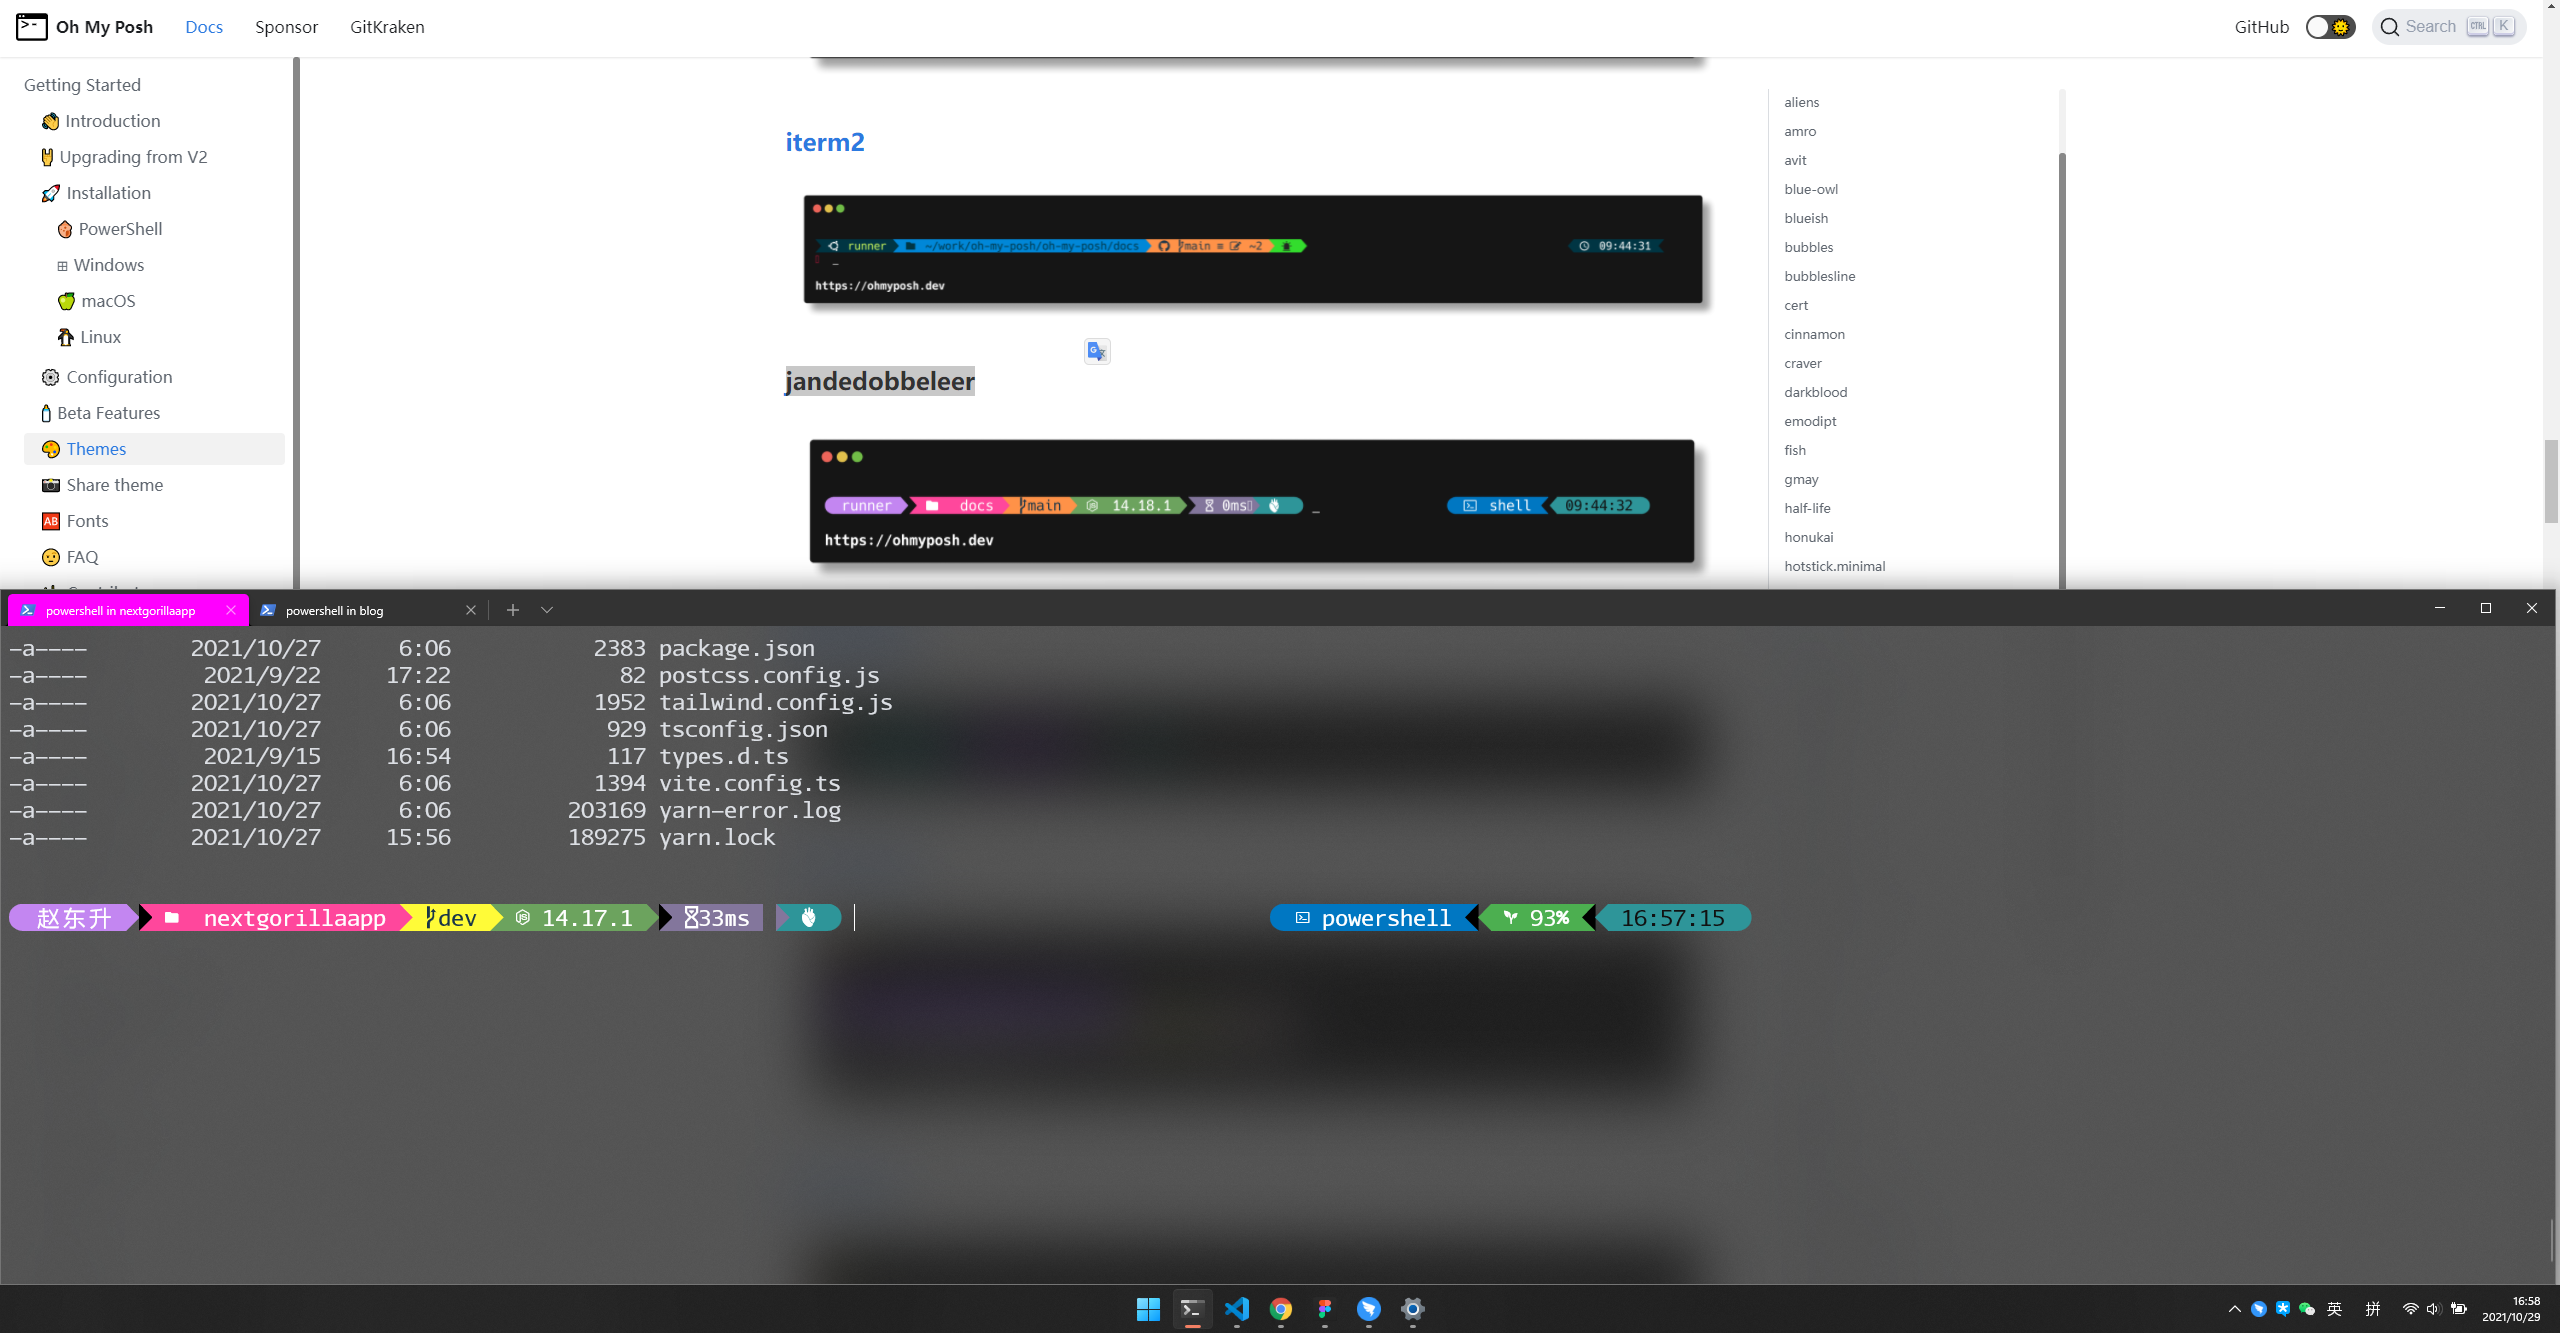 Oh My Posh Docs Sponsor GitKraken GitHub Search CTRL K
Getting Started
Introduction
Upgrading from V2
Installation
PowerShell
Windows
macOS
Linux
Configuration
Beta Features
Themes
Share theme
AB Fonts
FAQ
iterm2
runner ~/work/oh-my-posh/oh-my-posh/docs main ≡ ~2 09:44:31
_
https://ohmyposh.dev
jandedobbeleer
runner docs main 14.18.1 0ms _ shell 09:44:32
https://ohmyposh.dev
aliens
amro
avit
blue-owl
blueish
bubbles
bubblesline
cert
cinnamon
craver
darkblood
emodipt
fish
gmay
half-life
honukai
hotstick.minimal
powershell in nextgorillaapp powershell in blog
-a---- 2021/10/27 6:06 2383 package.json
-a---- 2021/9/22 17:22 82 postcss.config.js
-a---- 2021/10/27 6:06 1952 tailwind.config.js
-a---- 2021/10/27 6:06 929 tsconfig.json
-a---- 2021/9/15 16:54 117 types.d.ts
-a---- 2021/10/27 6:06 1394 vite.config.ts
-a---- 2021/10/27 6:06 203169 yarn-error.log
-a---- 2021/10/27 15:56 189275 yarn.lock
赵东升 nextgorillaapp dev 14.17.1 33ms powershell 93% 16:57:15
英 拼 16:58
2021/10/29